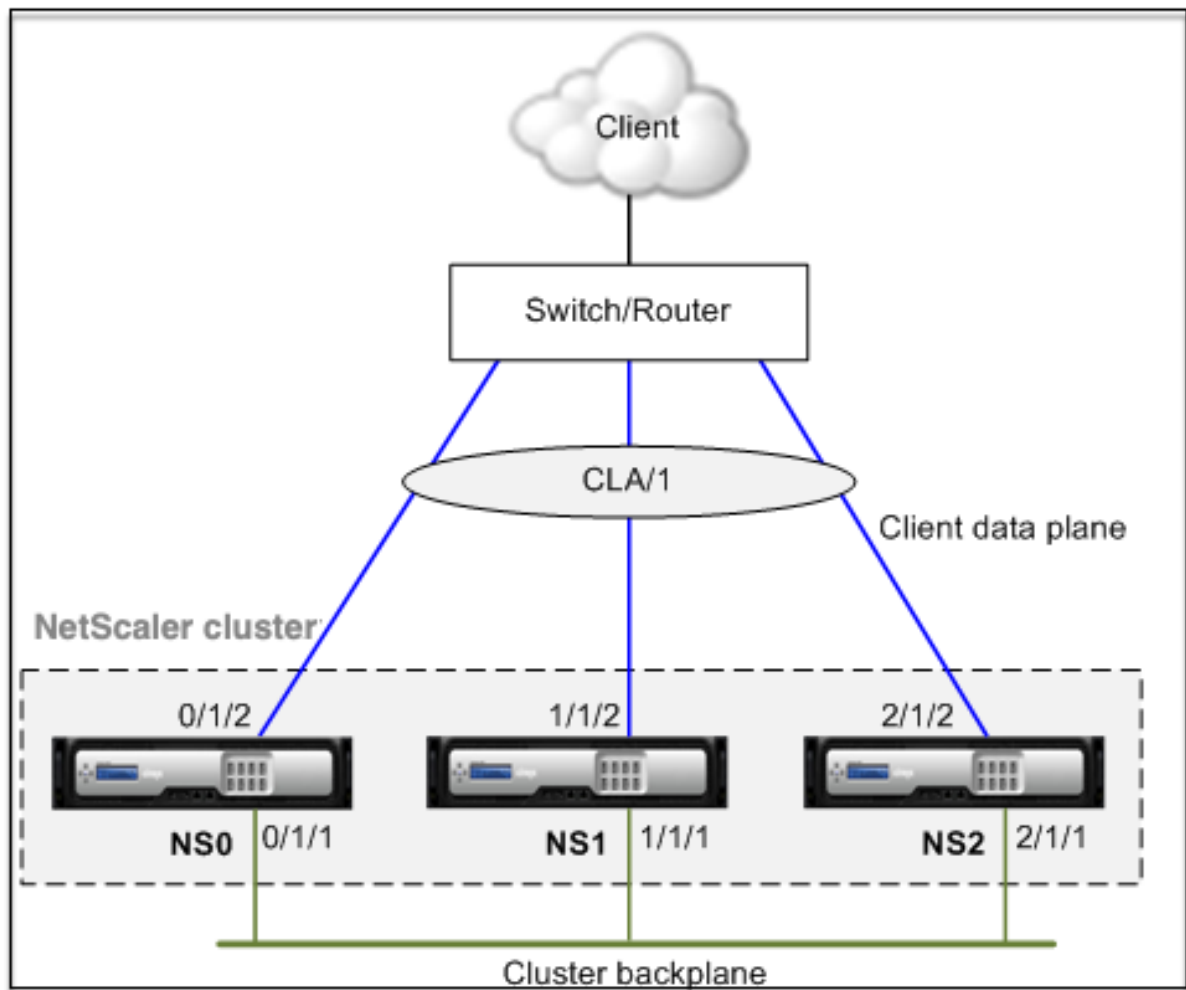 Client
Switch/Router
CLA/1
Client data plane
NetScaler cluster
0/1/2 1/1/2 2/1/2
NS0 0/1/1 NS1 1/1/1 NS2 2/1/1
Cluster backplane